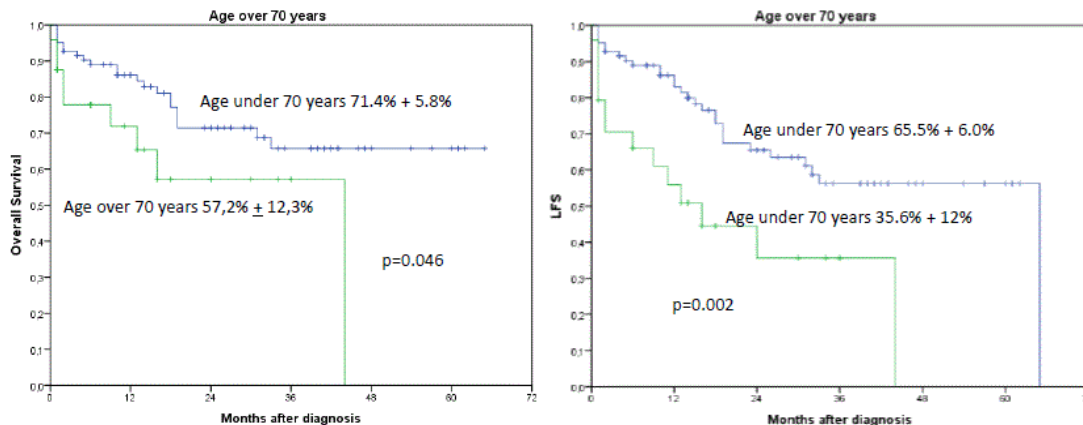 Age over 70 years
1,0
0,9
0,8
0,7
0,6
0,5
0,4
0,3
0,2
0,1
0,0
Overall Survival
Age under 70 years 71.4% + 5.8%
Age over 70 years 57,2% + 12,3%
p=0.046
0
12
24
36
48
60
72
Months after diagnosis
Age over 70 years
1,0
0,9
0,8
0,7
0,6
0,5
0,4
0,3
0,2
0,1
0,0
LFS
Age under 70 years 65.5% + 6.0%
Age under 70 years 35.6% + 12%
p=0.002
0
12
24
36
48
60
Months after diagnosis